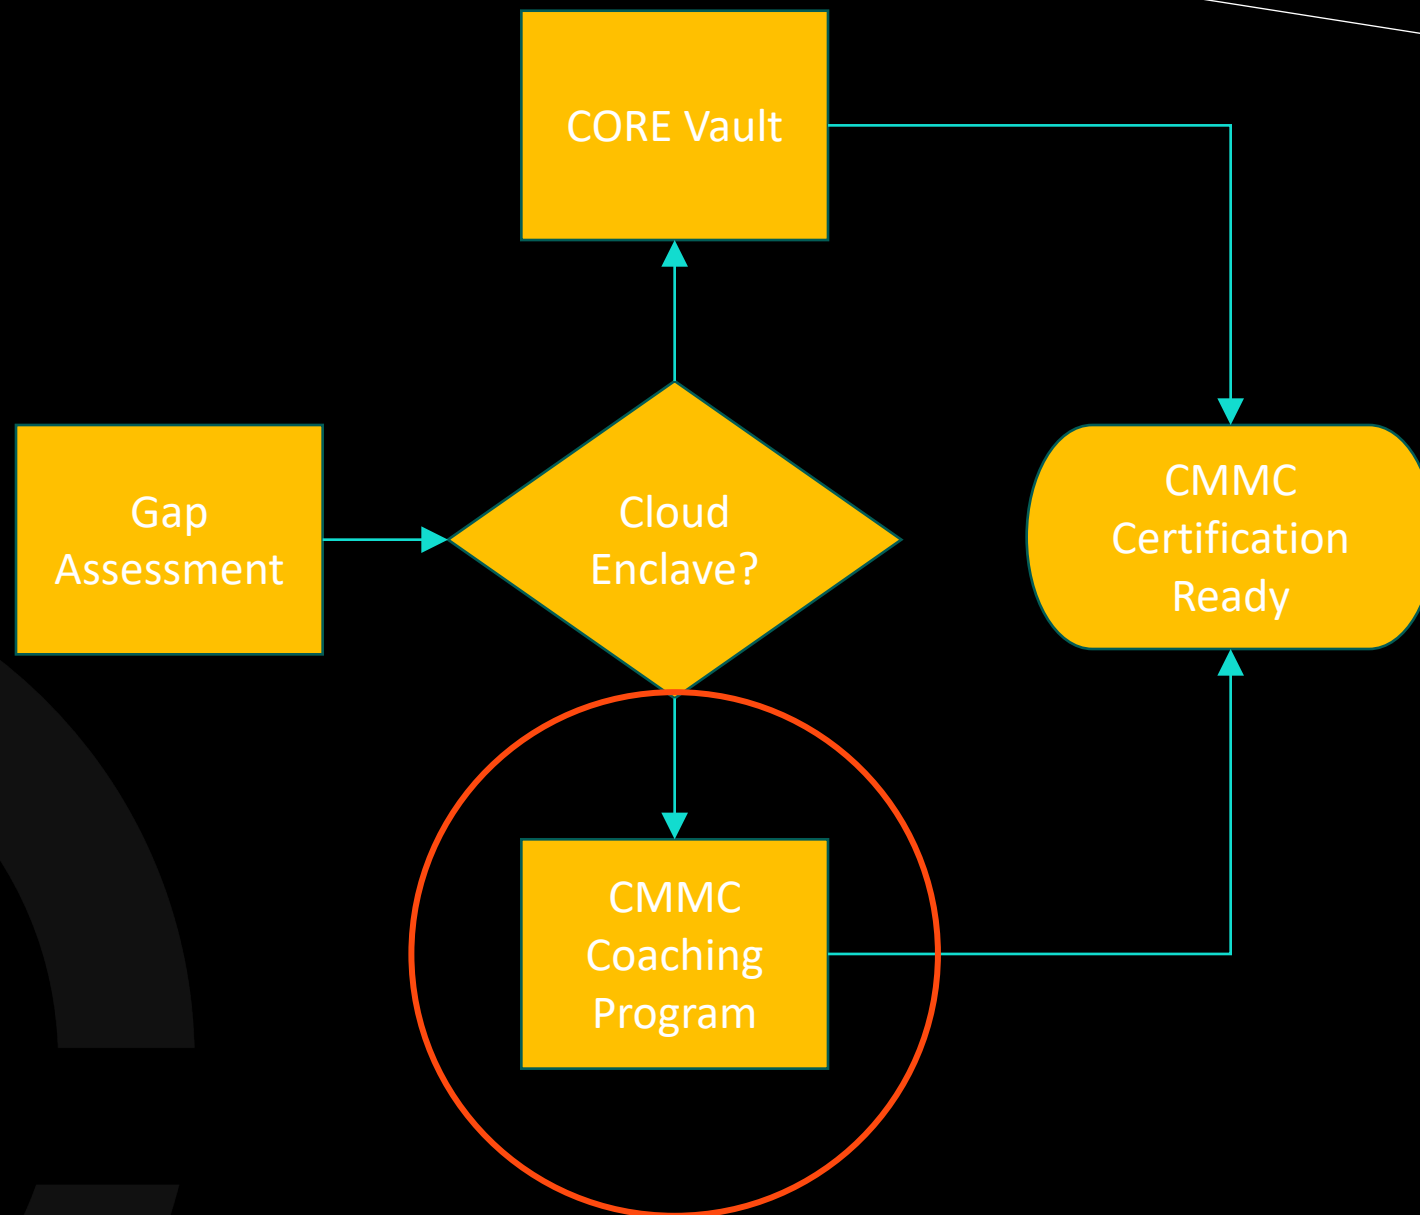 CORE Vault
Gap
Assessment
Cloud
Enclave?
CMMC
Certification
Ready
CMMC
Coaching
Program